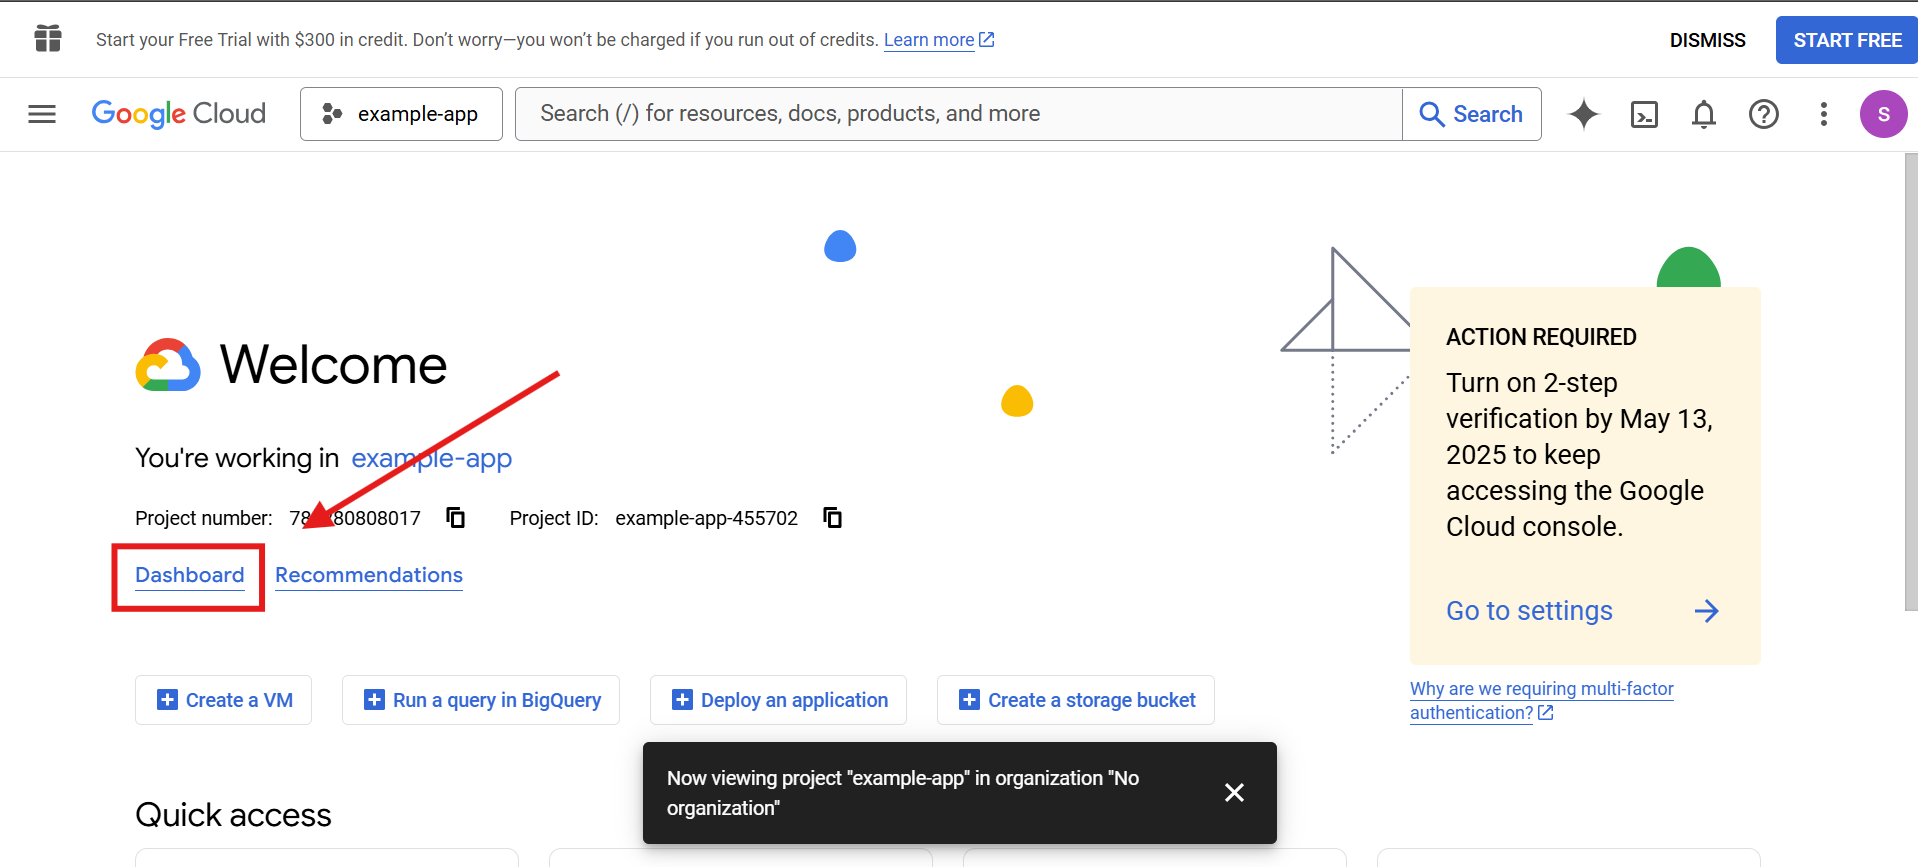 Start your Free Trial with $300 in credit. Don’t worry—you won’t be charged if you run out of credits. Learn more
DISMISS
START FREE
Google Cloud
example-app
Search (/) for resources, docs, products, and more
Search
S
Welcome
You're working in example-app
Project number:
Project ID: example-app-455702
Dashboard
Recommendations
ACTION REQUIRED
Turn on 2-step
verification by May 13,
2025 to keep
accessing the Google
Cloud console.
Go to settings
Why are we requiring multi-factor
authentication?
Create a VM
Run a query in BigQuery
Deploy an application
Create a storage bucket
Now viewing project "example-app" in organization "No
organization"
Quick access